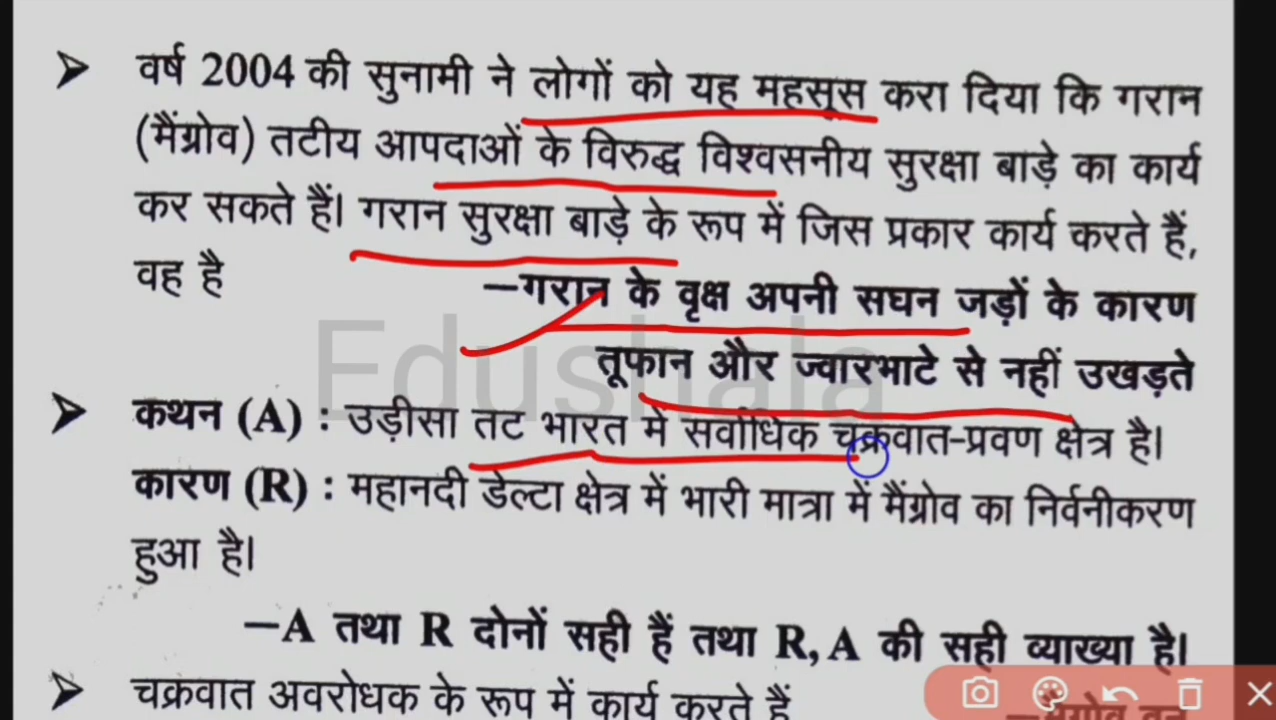 ➤ वर्ष 2004 की सुनामी ने लोगों को यह महसूस करा दिया कि गरान
(मैंग्रोव) तटीय आपदाओं के विरुद्ध विश्वसनीय सुरक्षा बाड़े का कार्य
कर सकते हैं। गरान सुरक्षा बाड़े के रूप में जिस प्रकार कार्य करते हैं,
वह है –गरान के वृक्ष अपनी सघन जड़ों के कारण
तूफान और ज्वारभाटे से नहीं उखड़ते
Edushala
➤ कथन (A) : उड़ीसा तट भारत में सर्वाधिक चक्रवात-प्रवण क्षेत्र है।
कारण (R) : महानदी डेल्टा क्षेत्र में भारी मात्रा में मैंग्रोव का निर्वनीकरण
हुआ है।
–A तथा R दोनों सही हैं तथा R, A की सही व्याख्या है।
➤ चक्रवात अवरोधक के रूप में कार्य करते हैं